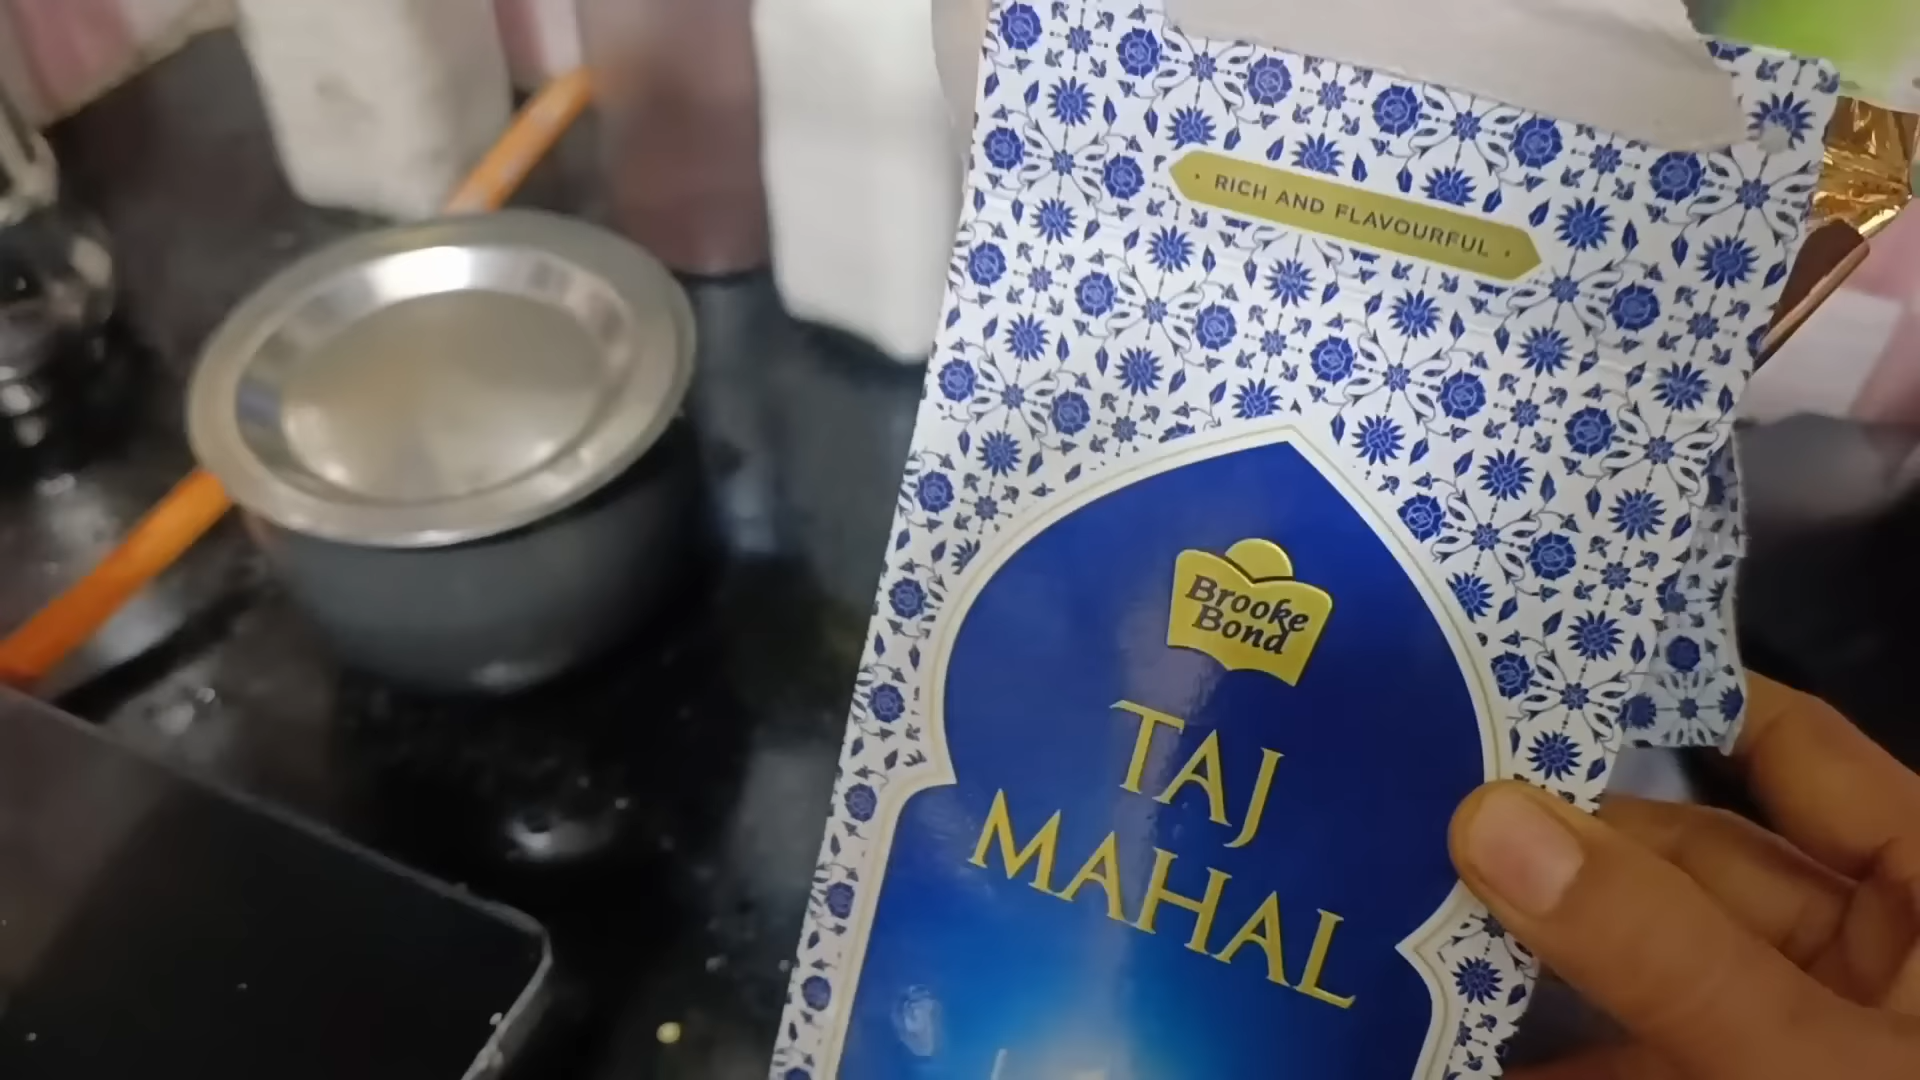 · RICH AND FLAVOURFUL ·
Brooke
Bond
TAJ
MAHAL